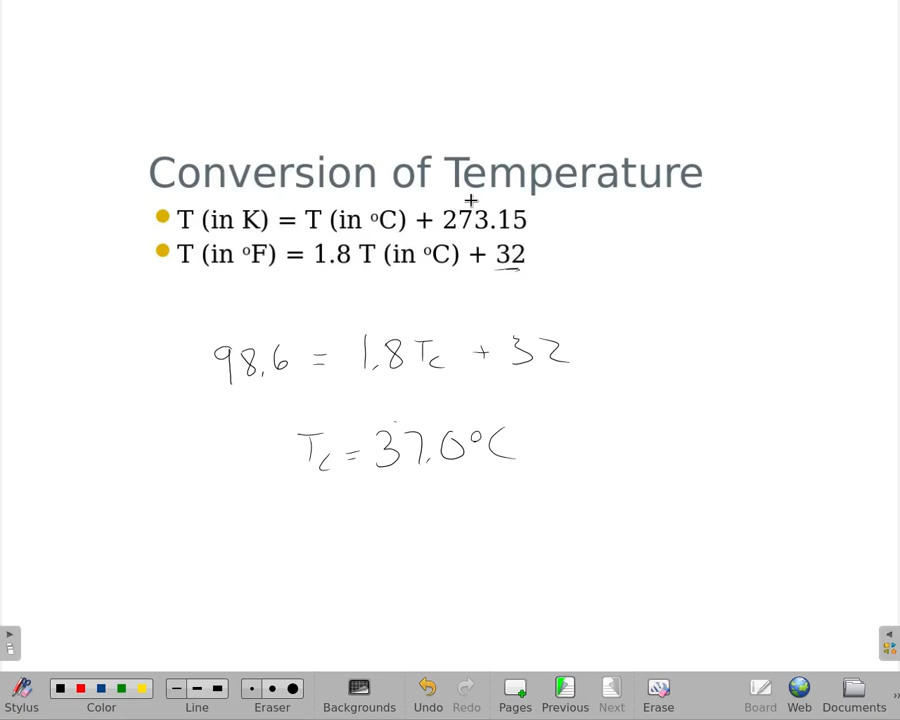 Conversion of Temperature
T (in K) = T (in °C) + 273.15
T (in °F) = 1.8 T (in °C) + 32
98.6 = 1.8 Tc + 32
Tc = 37.0°C
Stylus Color Line Eraser Backgrounds Undo Redo Pages Previous Next Erase Board Web Documents